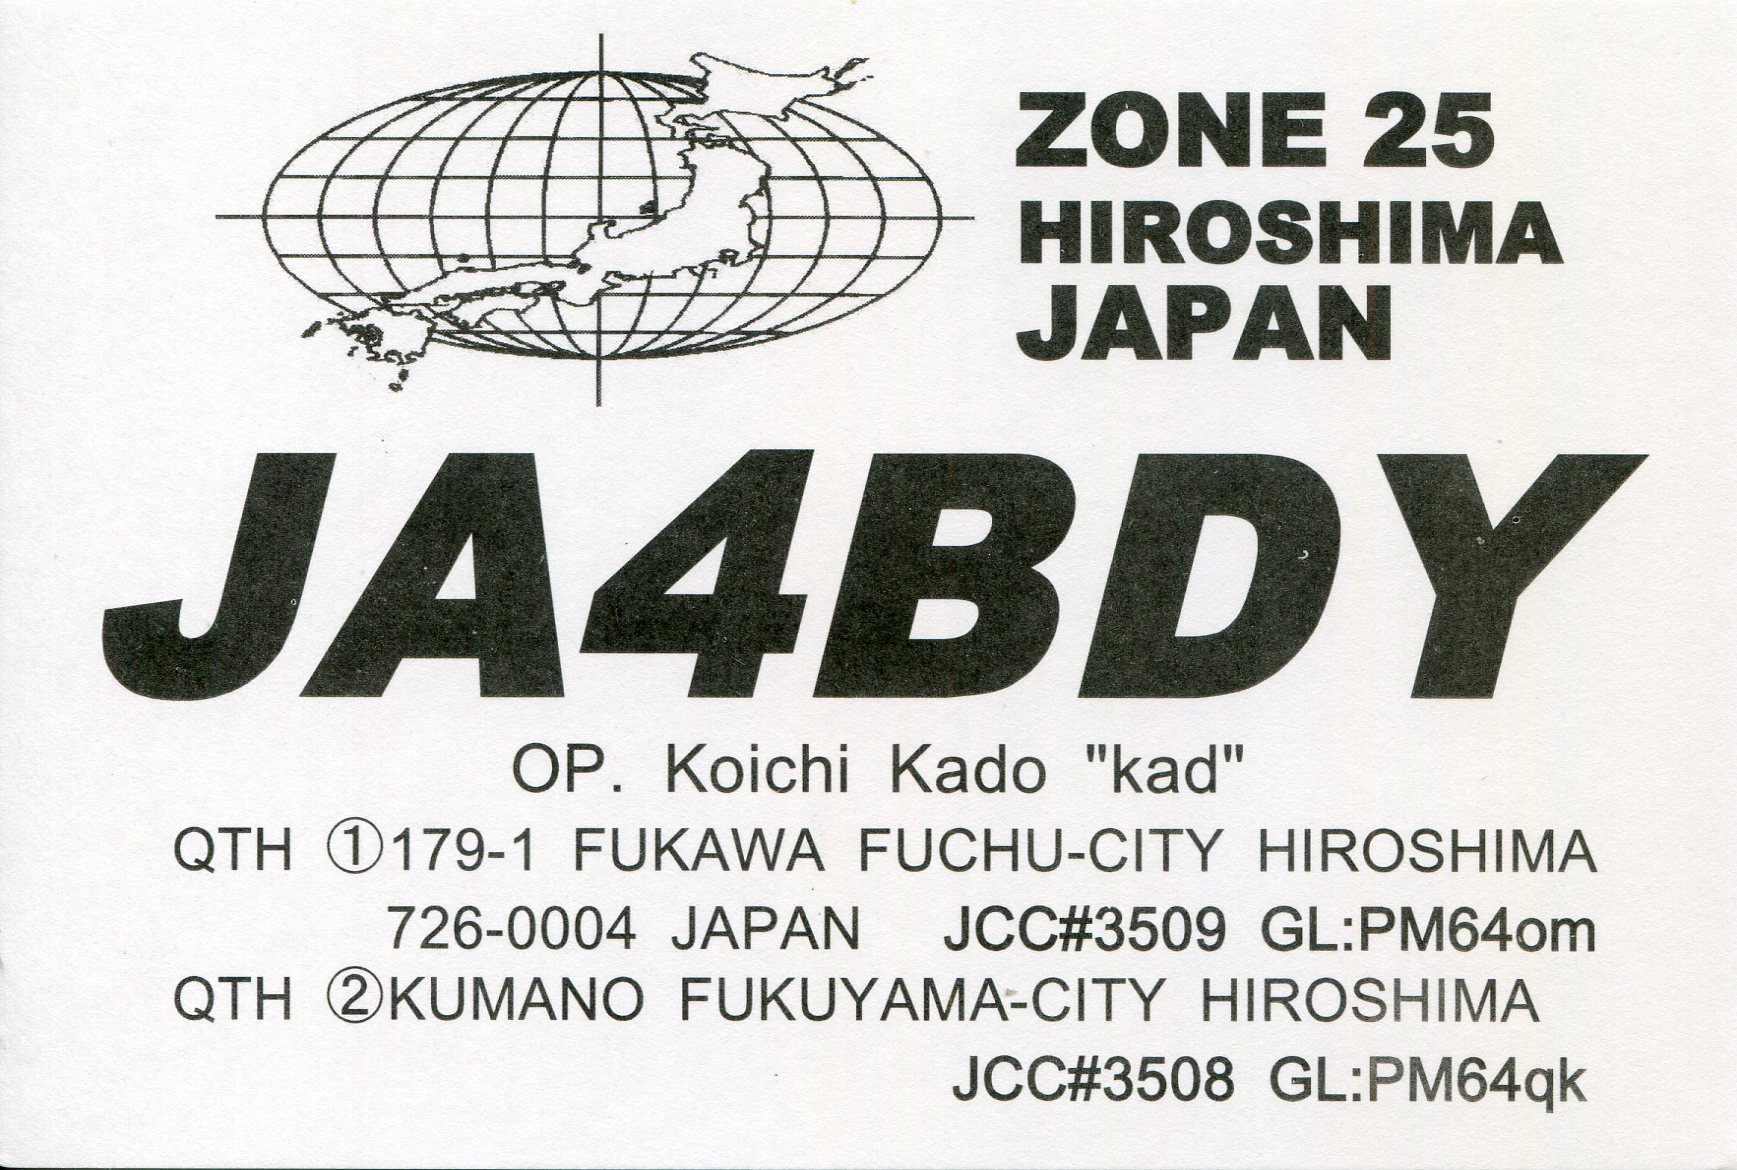 ZONE 25
HIROSHIMA
JAPAN
JA4BDY
OP. Koichi Kado "kad"
QTH ①179-1 FUKAWA FUCHU-CITY HIROSHIMA
726-0004 JAPAN JCC#3509 GL:PM64om
QTH ②KUMANO FUKUYAMA-CITY HIROSHIMA
JCC#3508 GL:PM64qk